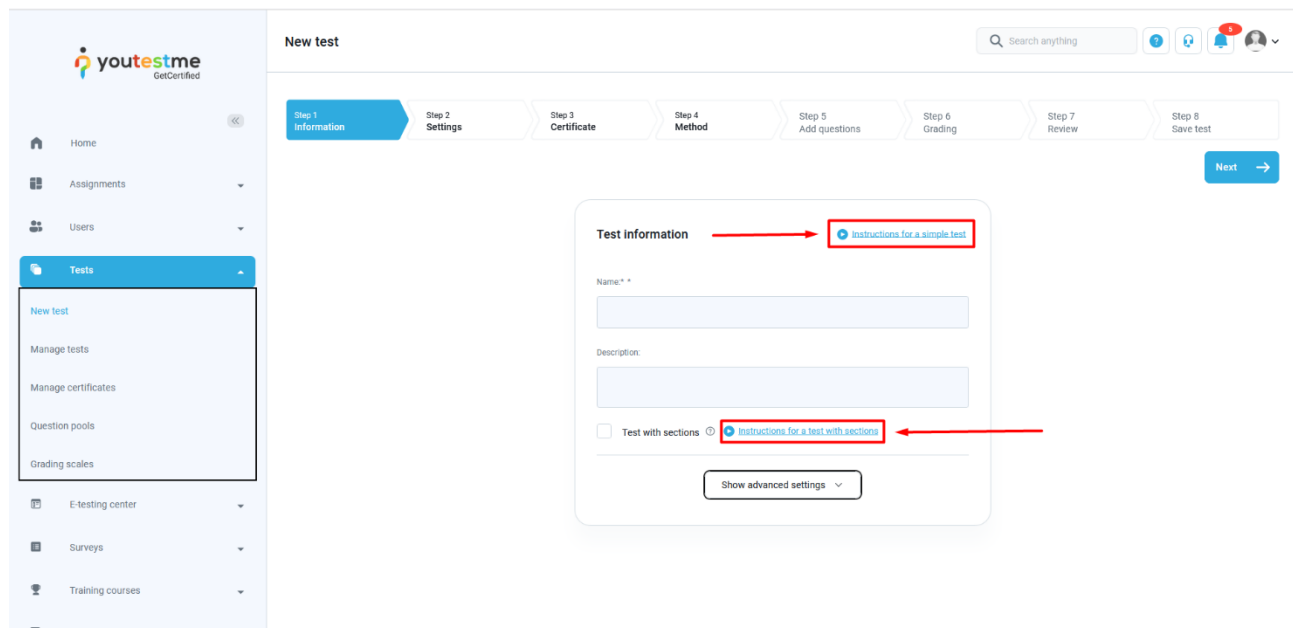 youtestme
GetCertified
New test
Search anything
?
5
Home
Assignments
Users
Tests
New test
Manage tests
Manage certificates
Question pools
Grading scales
E-testing center
Surveys
Training courses
Step 1
Information
Step 2
Settings
Step 3
Certificate
Step 4
Method
Step 5
Add questions
Step 6
Grading
Step 7
Review
Step 8
Save test
Next
Test information
Instructions for a simple test
Name:* *
Description:
Test with sections ? Instructions for a test with sections
Show advanced settings